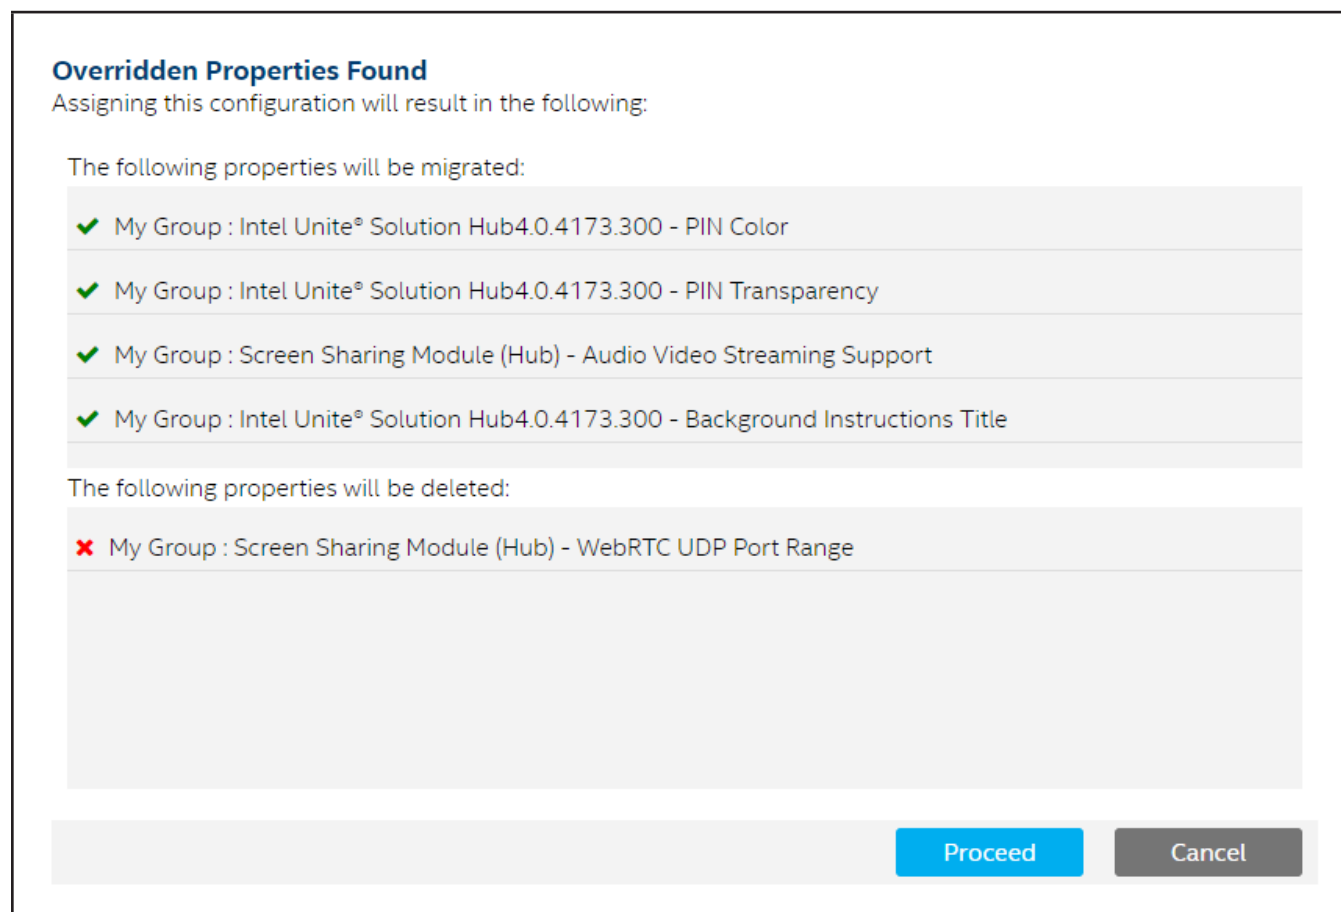 Overridden Properties Found
Assigning this configuration will result in the following:
The following properties will be migrated:
My Group : Intel Unite® Solution Hub4.0.4173.300 - PIN Color
My Group : Intel Unite® Solution Hub4.0.4173.300 - PIN Transparency
My Group : Screen Sharing Module (Hub) - Audio Video Streaming Support
My Group : Intel Unite® Solution Hub4.0.4173.300 - Background Instructions Title
The following properties will be deleted:
My Group : Screen Sharing Module (Hub) - WebRTC UDP Port Range
Proceed Cancel